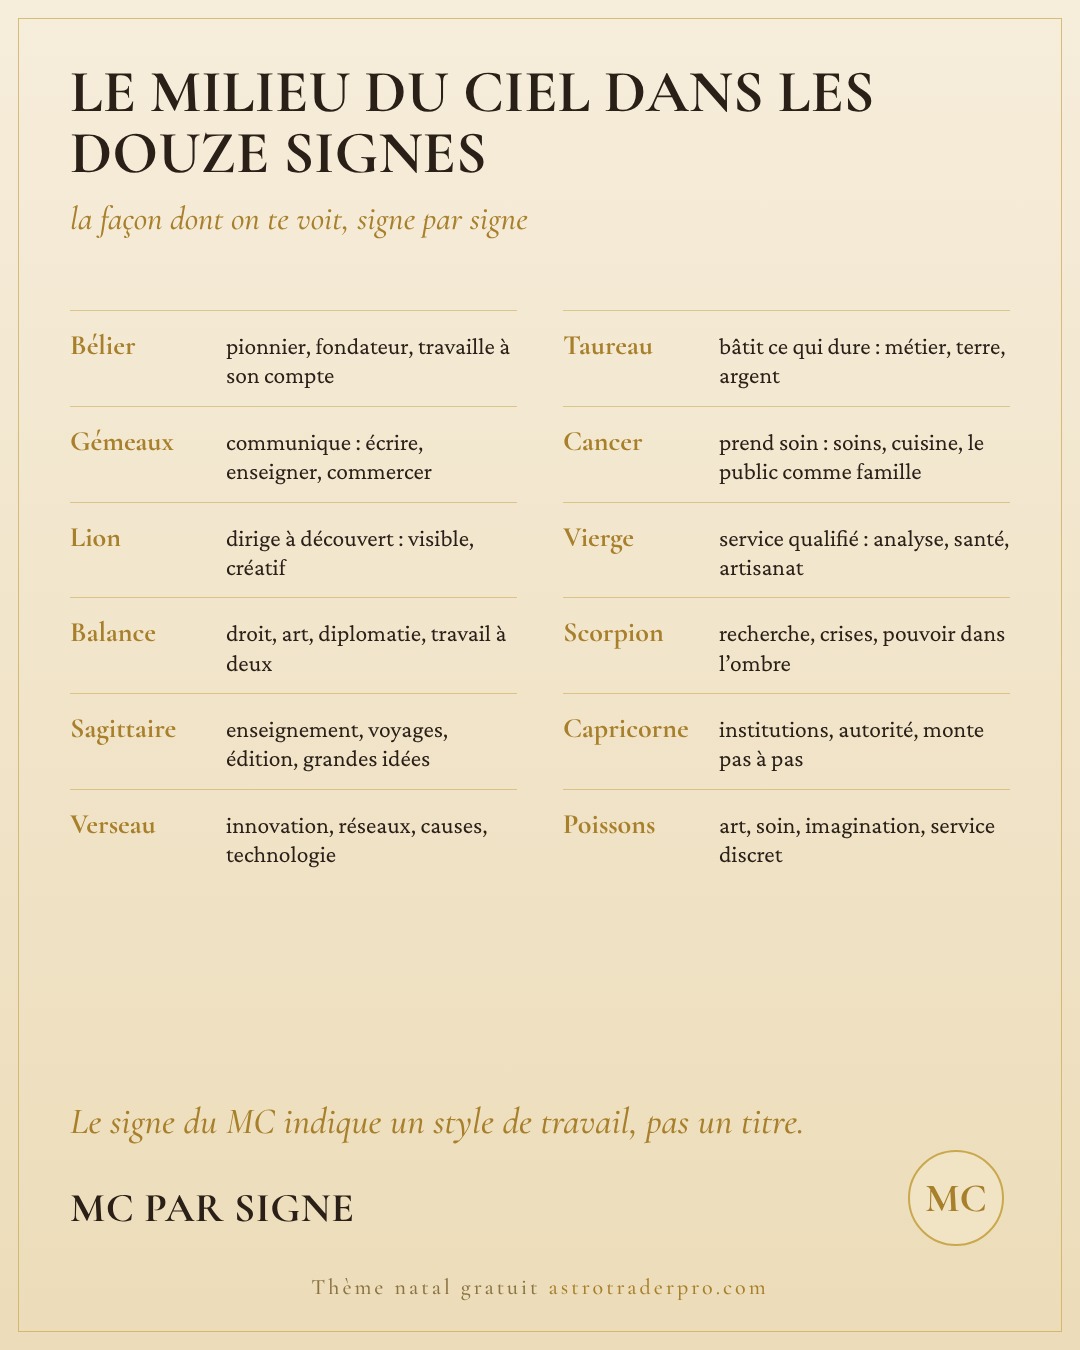 LE MILIEU DU CIEL DANS LES
DOUZE SIGNES
la façon dont on te voit, signe par signe
Bélier
pionnier, fondateur, travaille à
son compte
Taureau
bâtit ce qui dure : métier, terre,
argent
Gémeaux
communique : écrire,
enseigner, commercer
Cancer
prend soin : soins, cuisine, le
public comme famille
Lion
dirige à découvert : visible,
créatif
Vierge
service qualifié : analyse, santé,
artisanat
Balance
droit, art, diplomatie, travail à
deux
Scorpion
recherche, crises, pouvoir dans
l’ombre
Sagittaire
enseignement, voyages,
édition, grandes idées
Capricorne
institutions, autorité, monte
pas à pas
Verseau
innovation, réseaux, causes,
technologie
Poissons
art, soin, imagination, service
discret
Le signe du MC indique un style de travail, pas un titre.
MC PAR SIGNE
MC
Thème natal gratuit astrotraderpro.com